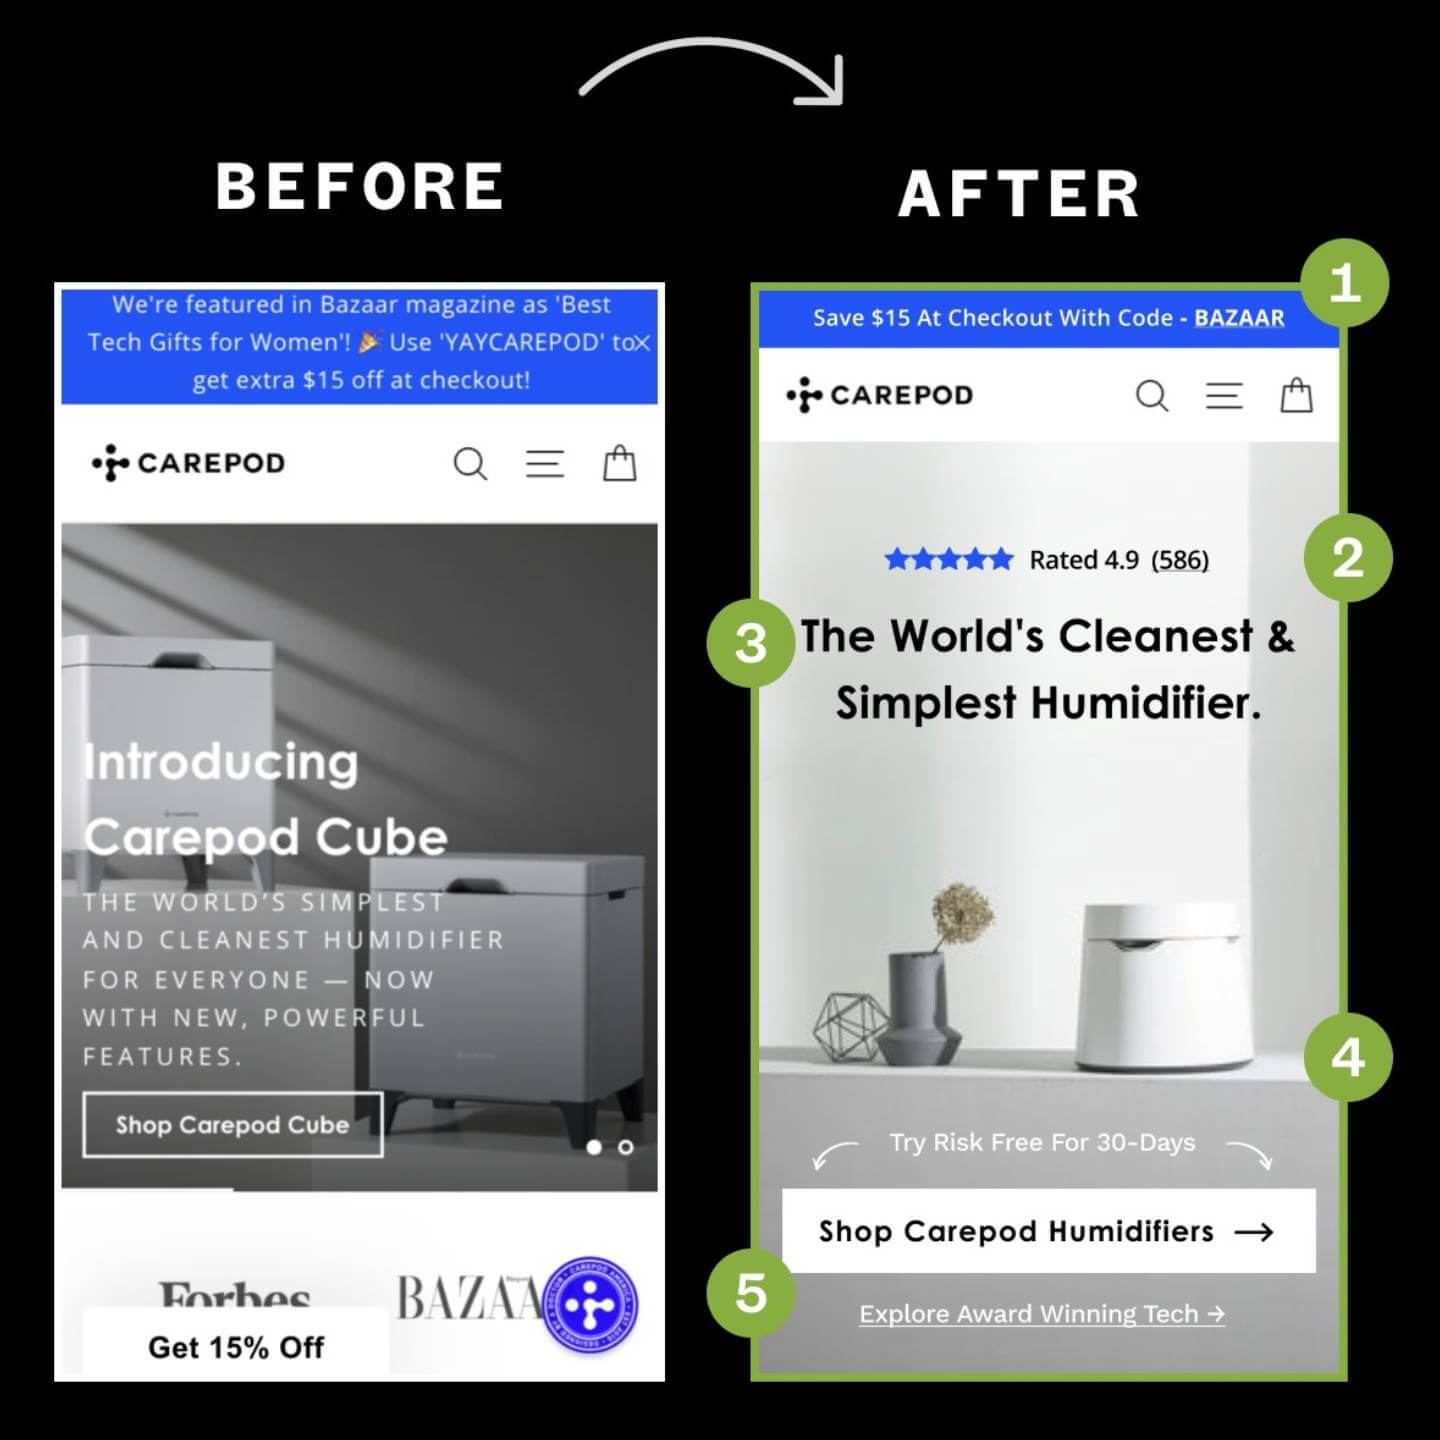 BEFORE
AFTER
We're featured in Bazaar magazine as 'Best
Tech Gifts for Women'! 🎉 Use 'YAYCAREPOD' to
get extra $15 off at checkout!
CAREPOD
Introducing
Carepod Cube
THE WORLD'S SIMPLEST
AND CLEANEST HUMIDIFIER
FOR EVERYONE — NOW
WITH NEW, POWERFUL
FEATURES.
Shop Carepod Cube
Forbes
BAZAA
Get 15% Off
1
Save $15 At Checkout With Code - BAZAAR
CAREPOD
2
Rated 4.9 (586)
3
The World's Cleanest &
Simplest Humidifier.
4
Try Risk Free For 30-Days
Shop Carepod Humidifiers →
5
Explore Award Winning Tech →